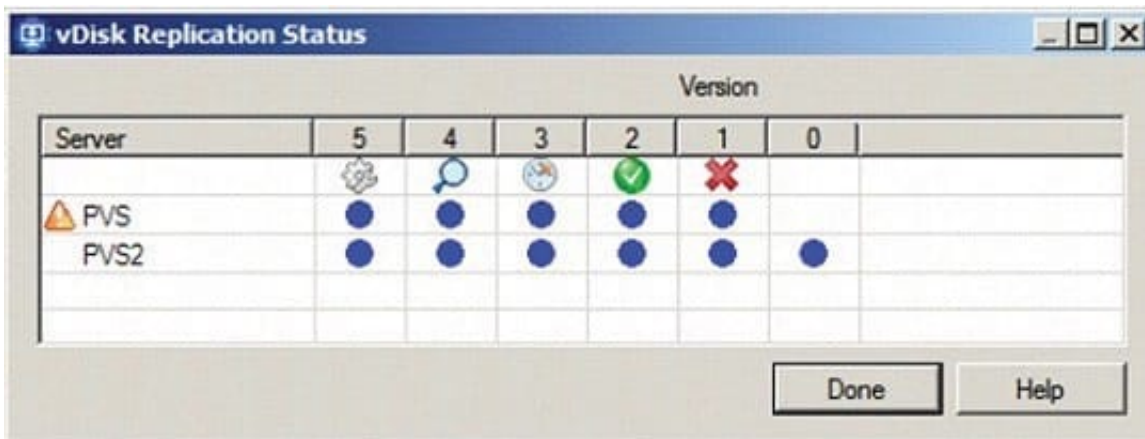 vDisk Replication Status
Version
Server 5 4 3 2 1 0
PVS
PVS2
Done Help